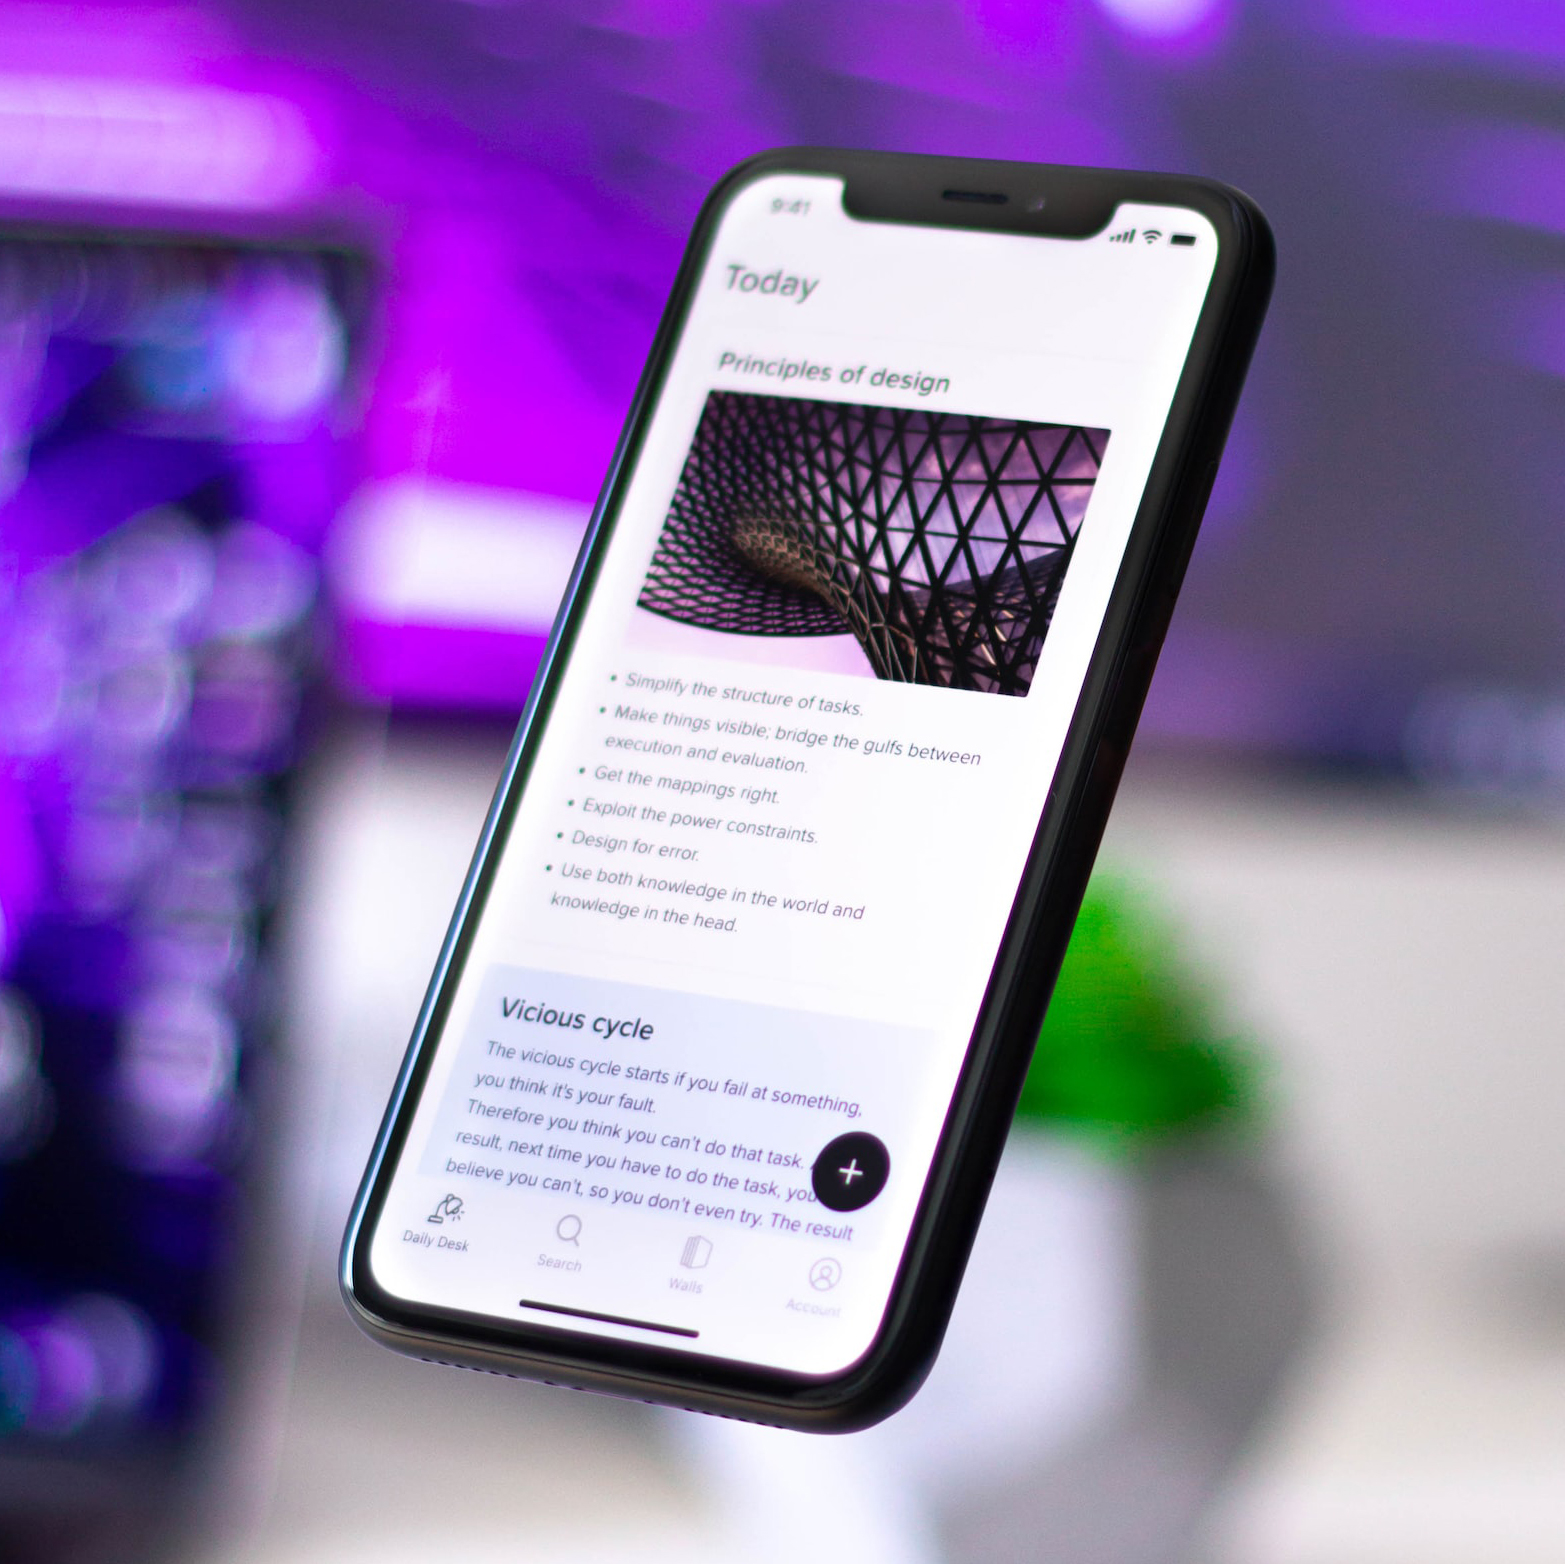 9:41
Today
Principles of design
• Simplify the structure of tasks.
• Make things visible; bridge the gulfs between
execution and evaluation.
• Get the mappings right.
• Exploit the power constraints.
• Design for error.
• Use both knowledge in the world and
knowledge in the head.
Vicious cycle
The vicious cycle starts if you fail at something,
you think it's your fault.
Therefore you think you can't do that task.
result, next time you have to do the task, you
believe you can't, so you don't even try. The result
+
Daily Desk
Search
Walls
Account